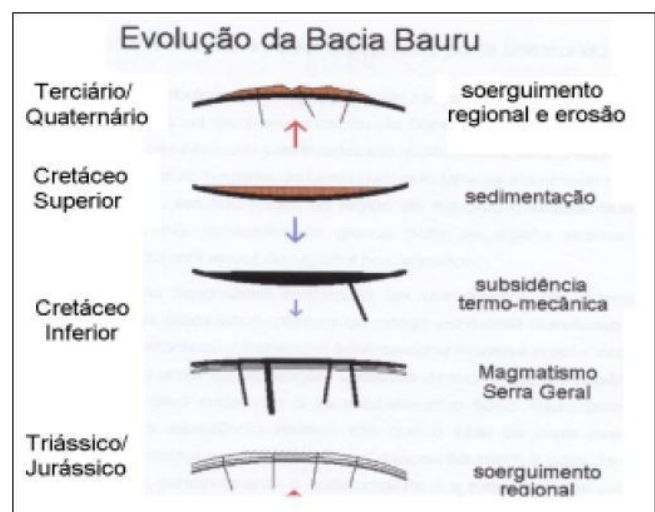 Evolução da Bacia Bauru
Terciário/
Quaternário
soerguimento
regional e erosão
Cretáceo
Superior
sedimentação
Cretáceo
Inferior
subsidência
termo-mecânica
Magmatismo
Serra Geral
Triássico/
Jurássico
soerguimento
regional